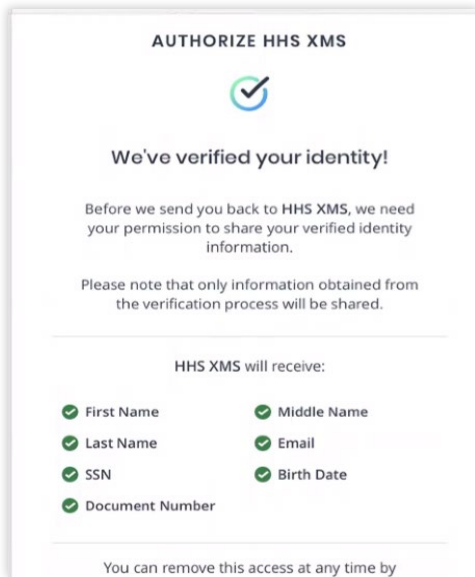 AUTHORIZE HHS XMS
We've verified your identity!
Before we send you back to HHS XMS, we need
your permission to share your verified identity
information.
Please note that only information obtained from
the verification process will be shared.
HHS XMS will receive:
First Name
Middle Name
Last Name
Email
SSN
Birth Date
Document Number
You can remove this access at any time by